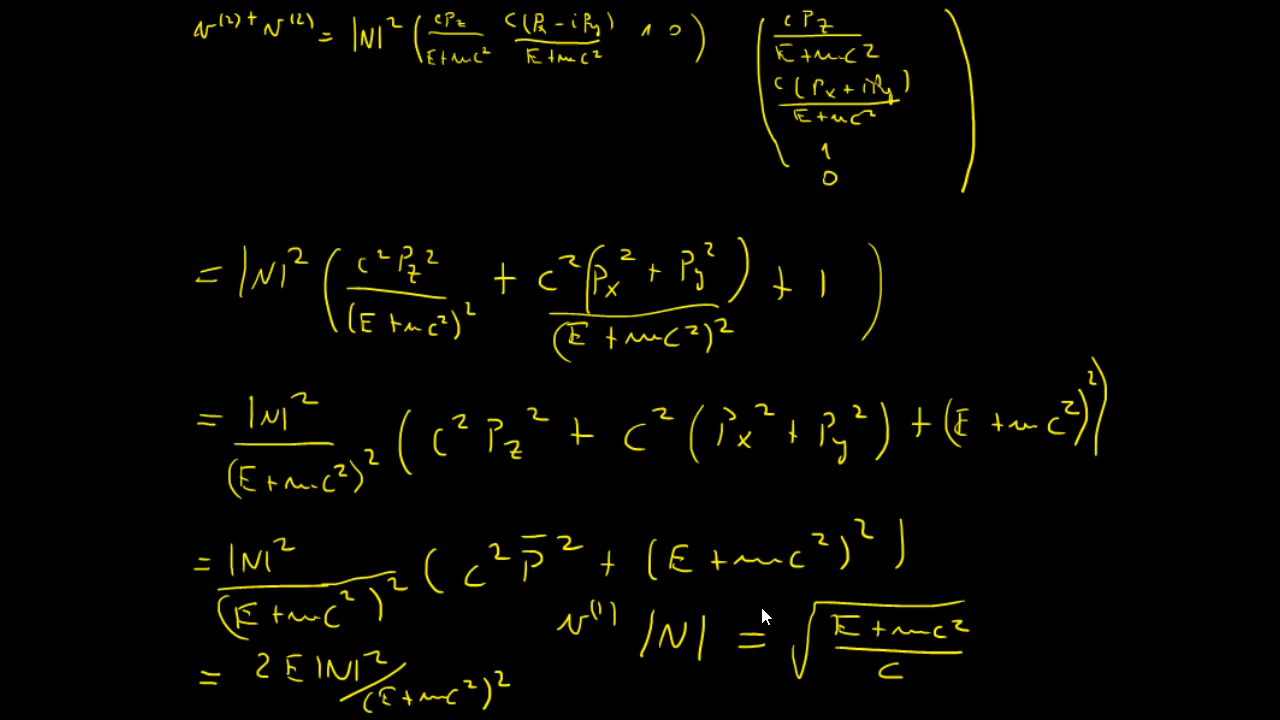 v^{(2)+} v^{(2)} = |N|^2 ( cP_z/(E+mc^2)  c(P_x - iP_y)/(E+mc^2)  1 0 ) ( cP_z/(E+mc^2)
c(P_x + iP_y)/(E+mc^2)
1
0 )
= |N|^2 ( c^2 P_z^2/(E+mc^2)^2 + c^2(P_x^2 + P_y^2)/(E+mc^2)^2 + 1 )
= |N|^2/(E+mc^2)^2 ( c^2 P_z^2 + c^2 (P_x^2 + P_y^2) + (E+mc^2)^2 )
= |N|^2/(E+mc^2)^2 ( c^2 \bar{P}^2 + (E+mc^2)^2 )
v^{(1)} |N| = √((E+mc^2)/c)
= 2E|N|^2/(E+mc^2)^2